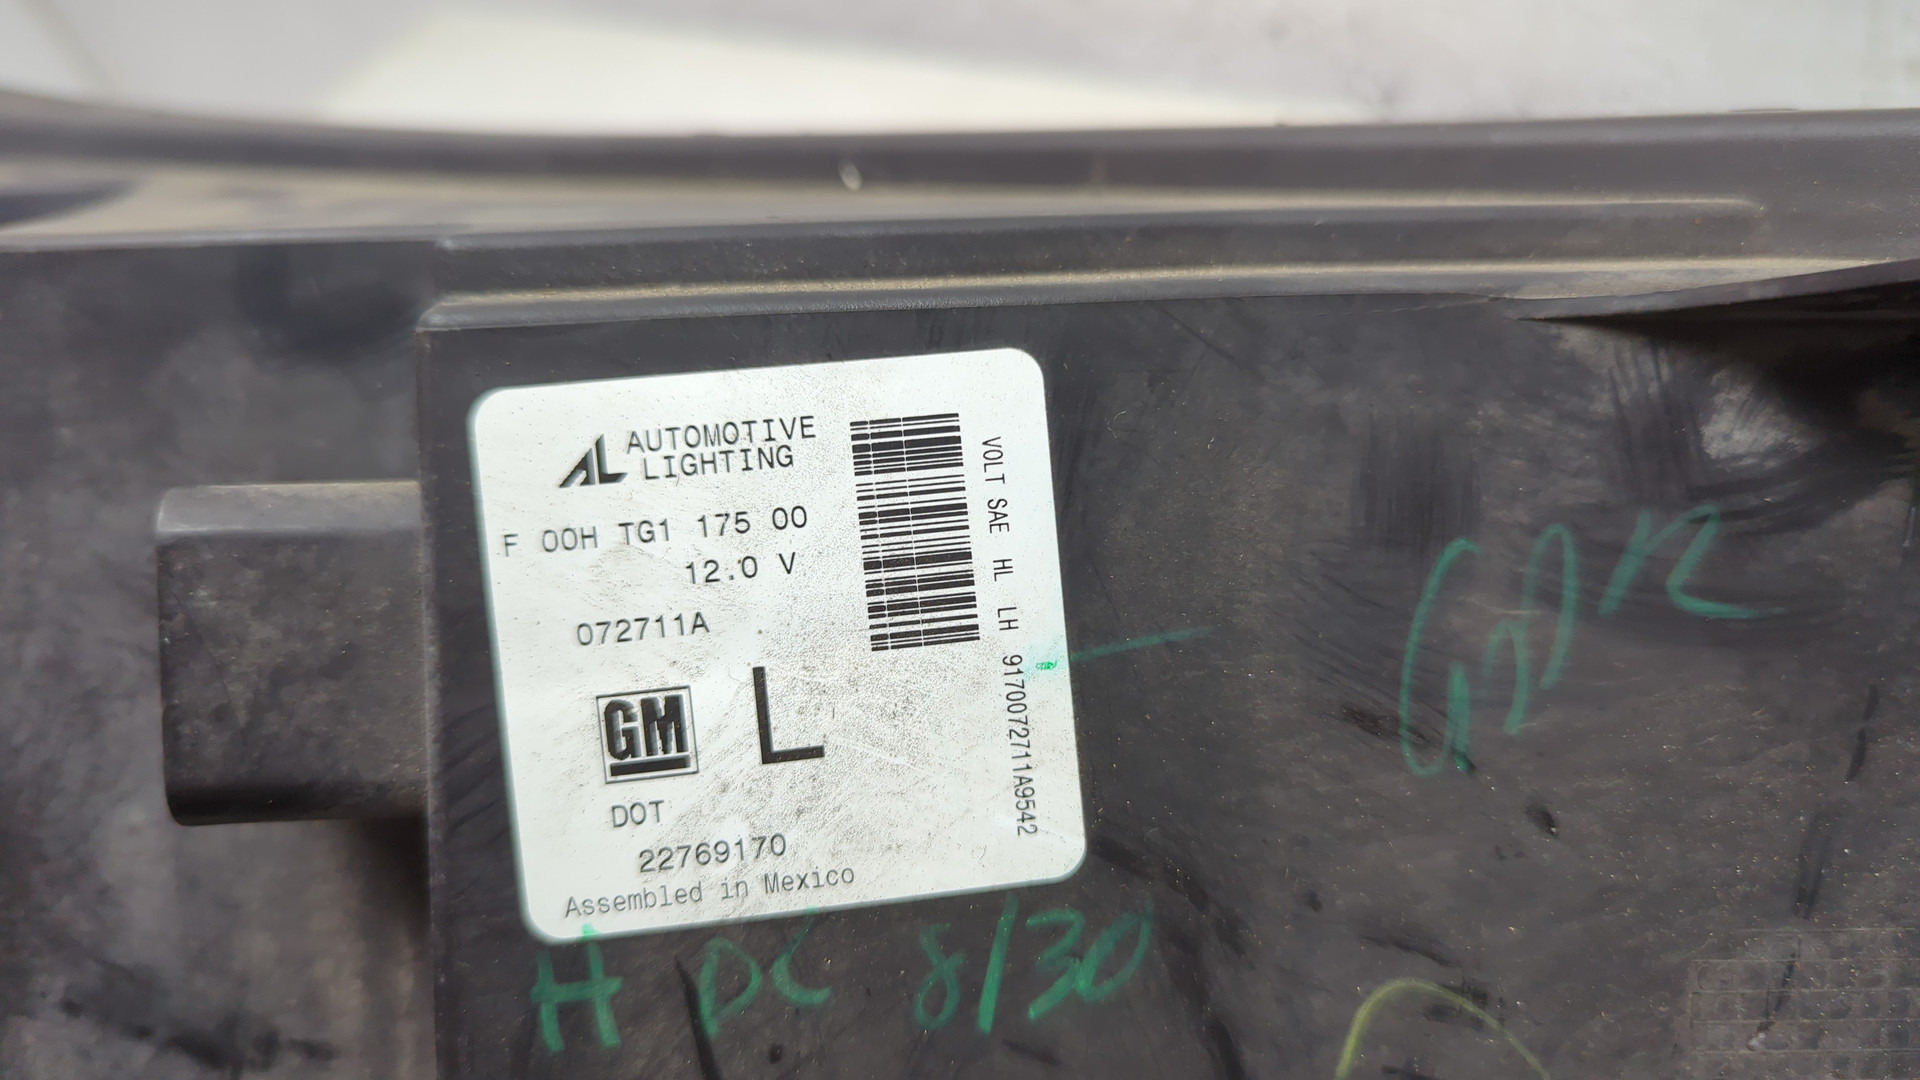 AL AUTOMOTIVE
LIGHTING
F 00H TG1 175 00
12.0 V
072711A
GM L
DOT
22769170
Assembled in Mexico
VOLT SAE HL LH 9170072711A9542
H DC 8/30